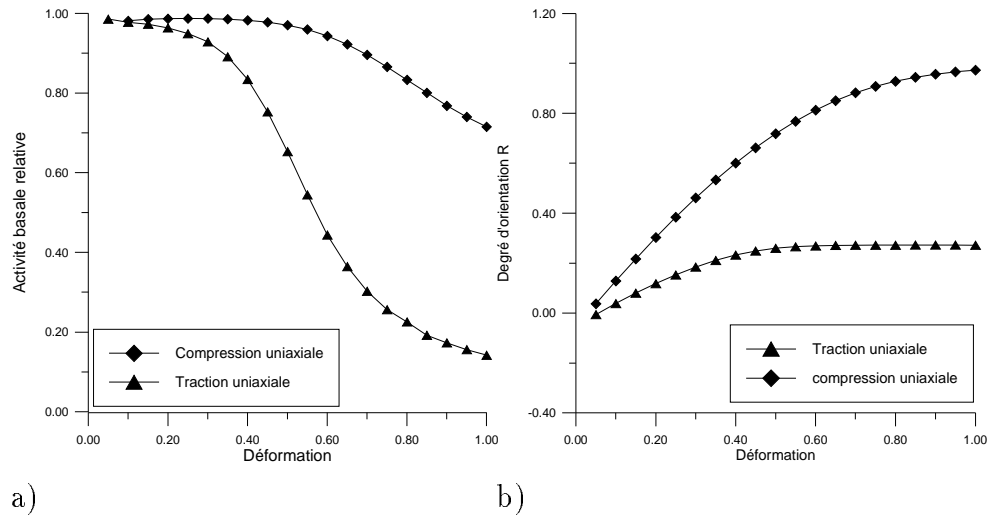 1.00
0.80
0.60
0.40
0.20
0.00
Activité basale relative
Compression uniaxiale
Traction uniaxiale
0.00 0.20 0.40 0.60 0.80 1.00
Déformation
a)
1.20
0.80
0.40
0.00
-0.40
Degré d'orientation R
Traction uniaxiale
compression uniaxiale
0.00 0.20 0.40 0.60 0.80 1.00
Déformation
b)